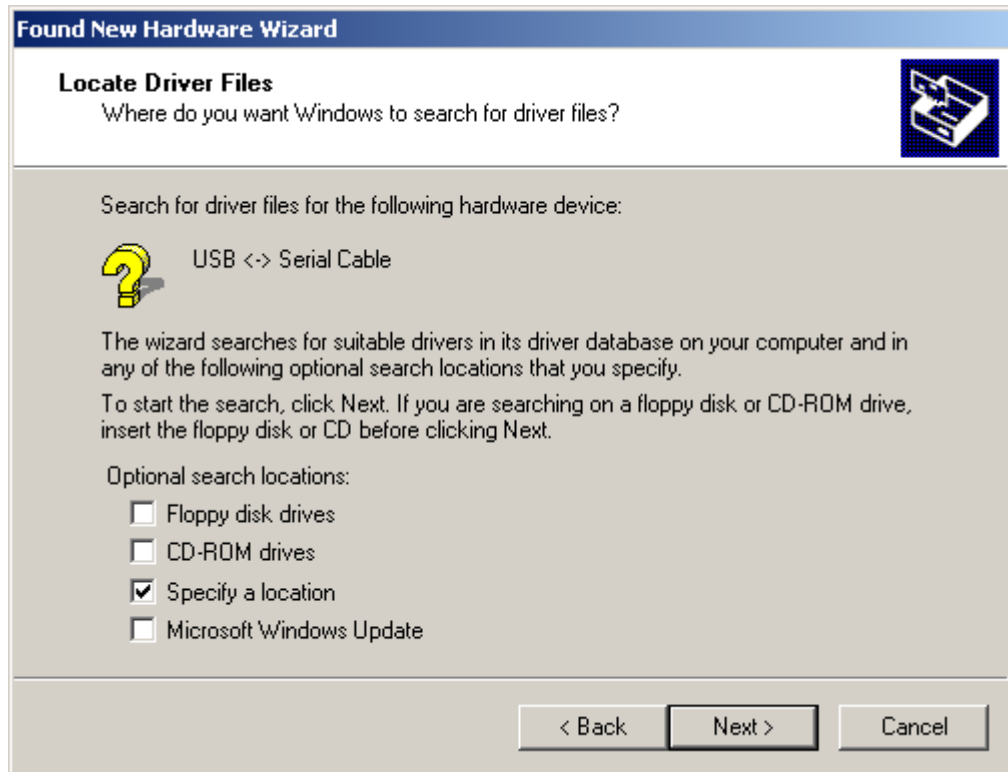 Found New Hardware Wizard
Locate Driver Files
Where do you want Windows to search for driver files?
Search for driver files for the following hardware device:
USB <-> Serial Cable
The wizard searches for suitable drivers in its driver database on your computer and in
any of the following optional search locations that you specify.
To start the search, click Next. If you are searching on a floppy disk or CD-ROM drive,
insert the floppy disk or CD before clicking Next.
Optional search locations:
Floppy disk drives
CD-ROM drives
Specify a location
Microsoft Windows Update
< Back Next > Cancel